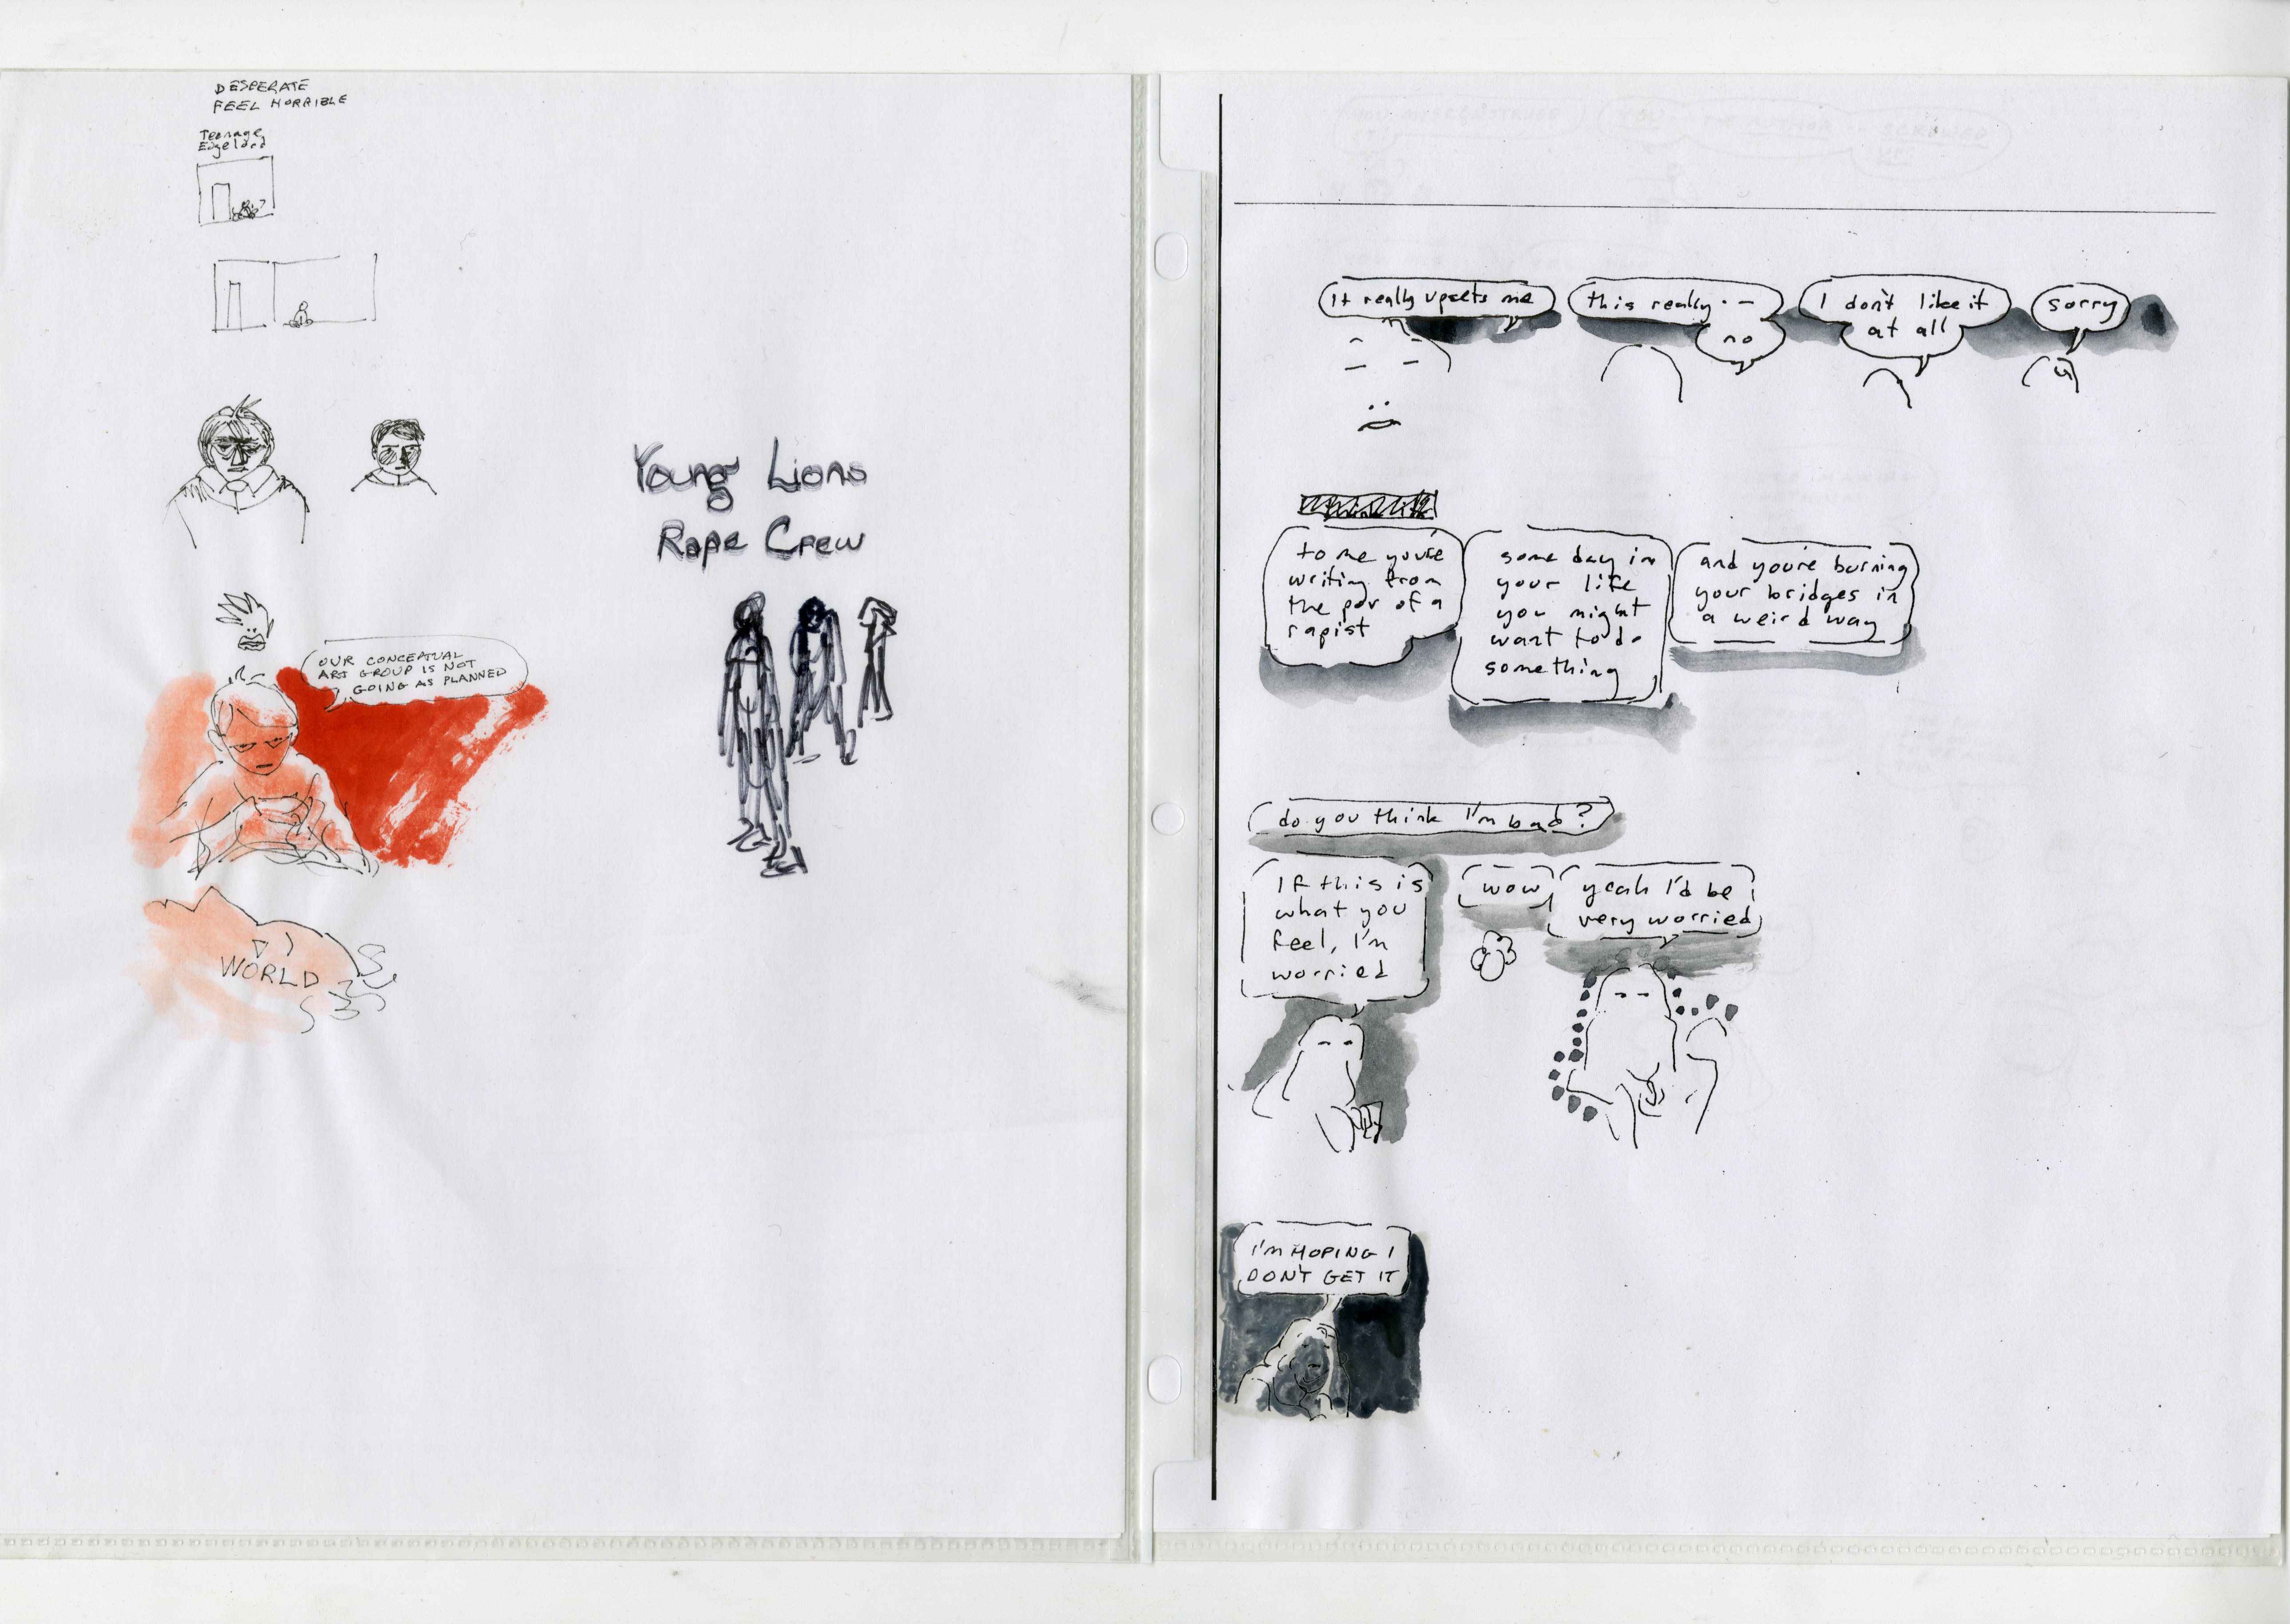 DESPERATE
FEEL HORRIBLE
Teenage
Edgelord
OUR CONCEPTUAL
ART GROUP IS NOT
GOING AS PLANNED
WORLD
Young Lions
Rape Crew
It really upsets me
this really --
no
I don't like it
at all
sorry
to me you're
writing from
the pov of a
rapist
some day in
your life
you might
want to do
something
and you're burning
your bridges in
a weird way
do you think I'm bad?
If this is
what you
feel, I'm
worried
wow
yeah I'd be
very worried
I'M HOPING I
DON'T GET IT